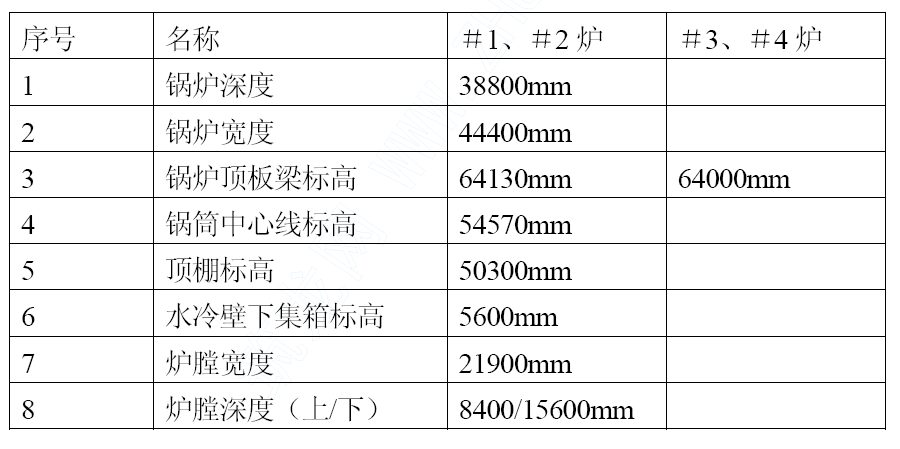 序号 名称 ＃1、＃2炉 ＃3、＃4炉
1 锅炉深度 38800mm
2 锅炉宽度 44400mm
3 锅炉顶板梁标高 64130mm 64000mm
4 锅筒中心线标高 54570mm
5 顶棚标高 50300mm
6 水冷壁下集箱标高 5600mm
7 炉膛宽度 21900mm
8 炉膛深度（上/下） 8400/15600mm